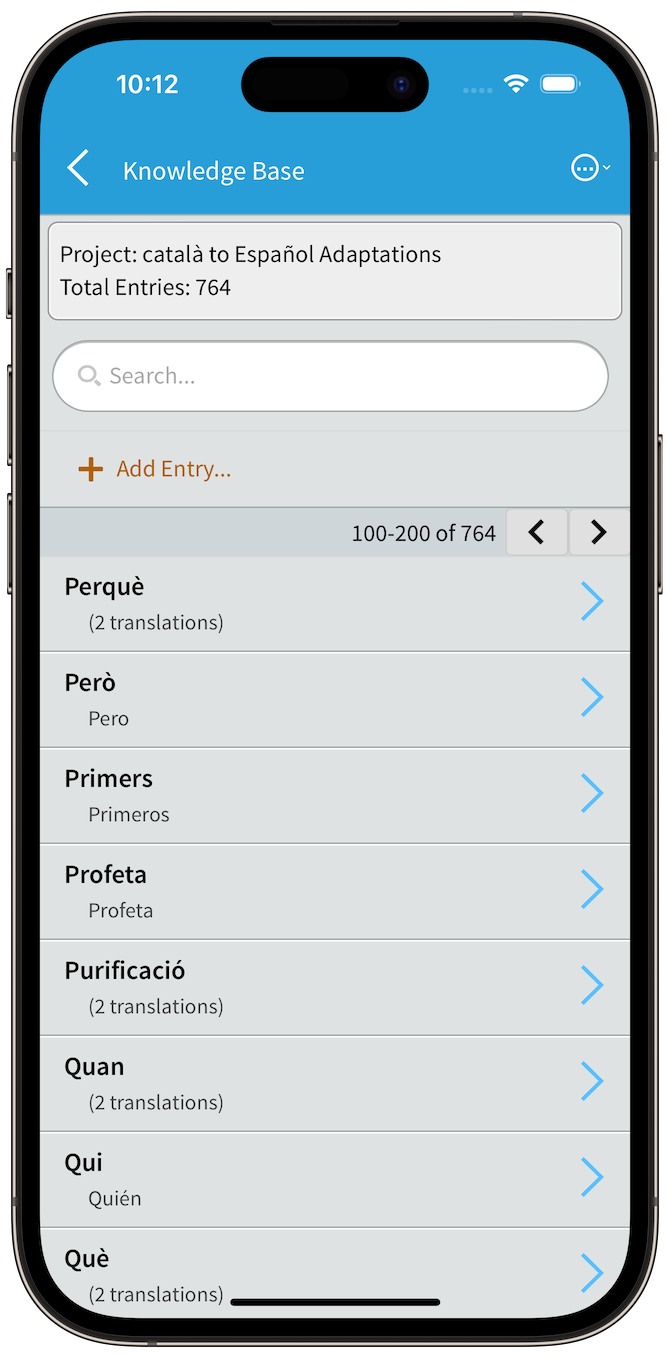 10:12
Knowledge Base
Project: català to Español Adaptations
Total Entries: 764
Search...
Add Entry...
100-200 of 764
Perquè
(2 translations)
Però
Pero
Primers
Primeros
Profeta
Profeta
Purificació
(2 translations)
Quan
(2 translations)
Qui
Quién
Què
(2 translations)